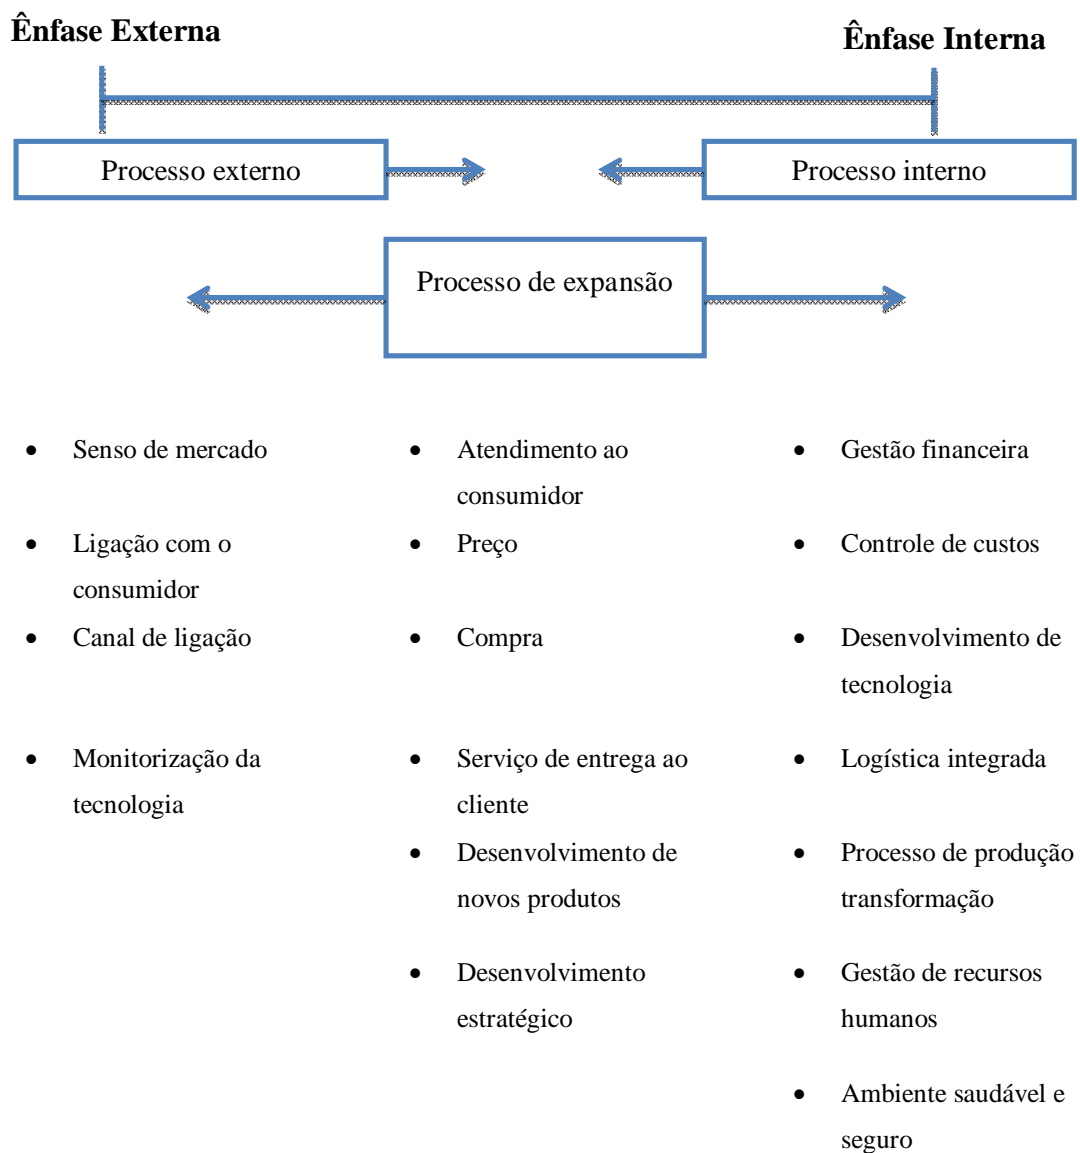 Ênfase Externa
Ênfase Interna
Processo externo
Processo interno
Processo de expansão
• Senso de mercado
• Ligação com o
consumidor
• Canal de ligação
• Monitorização da
tecnologia
• Atendimento ao
consumidor
• Preço
• Compra
• Serviço de entrega ao
cliente
• Desenvolvimento de
novos produtos
• Desenvolvimento
estratégico
• Gestão financeira
• Controle de custos
• Desenvolvimento de
tecnologia
• Logística integrada
• Processo de produção
transformação
• Gestão de recursos
humanos
• Ambiente saudável e
seguro